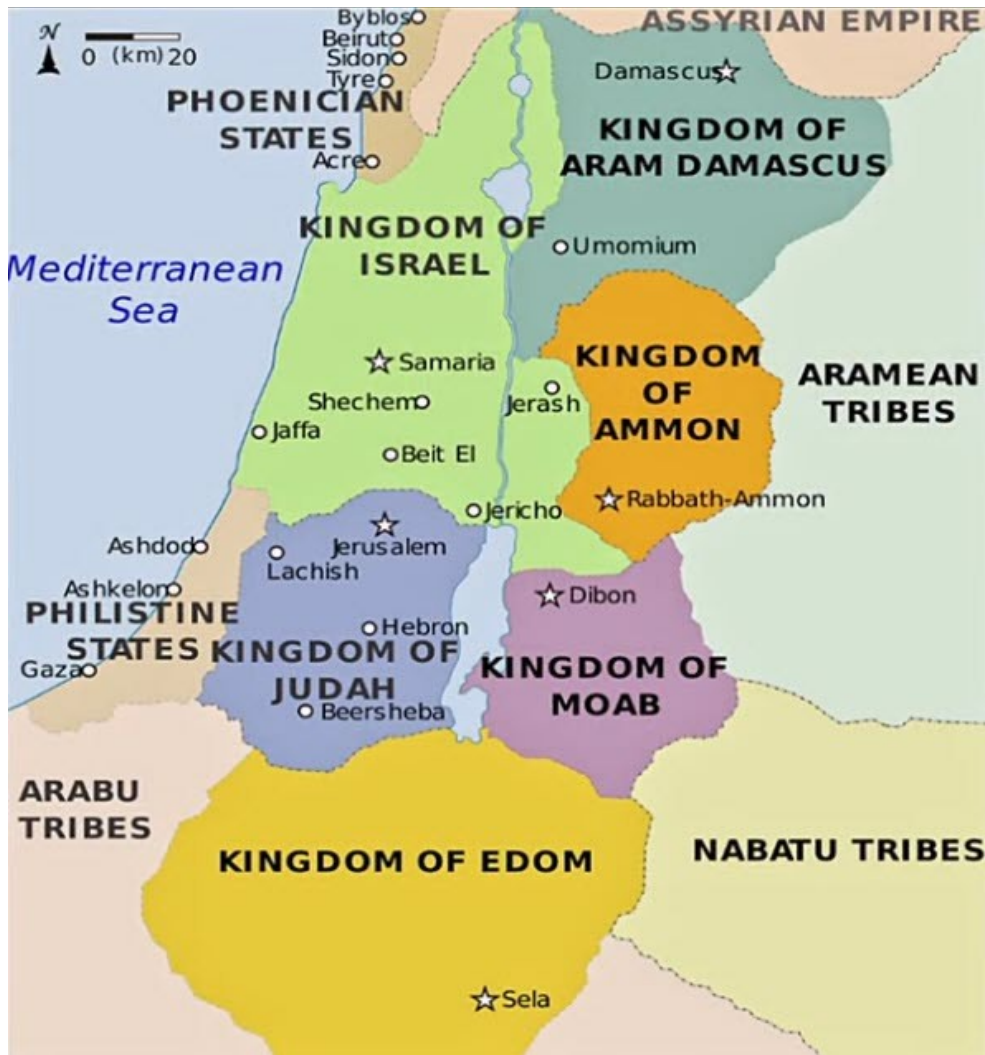 N
0 (km) 20
Byblos
Beirut
Sidon
Tyre
PHOENICIAN
STATES
Acre
ASSYRIAN EMPIRE
Damascus
KINGDOM OF
ARAM DAMASCUS
Umomium
KINGDOM OF
ISRAEL
Mediterranean
Sea
Samaria
Shechem
Jaffa
Beit El
Jerash
Jericho
KINGDOM
OF
AMMON
Rabbath-Ammon
ARAMEAN
TRIBES
Ashdod
Ashkelon
PHILISTINE
STATES
Gaza
Jerusalem
Lachish
Hebron
KINGDOM OF
JUDAH
Beersheba
Dibon
KINGDOM OF
MOAB
ARABU
TRIBES
KINGDOM OF EDOM
NABATU TRIBES
Sela